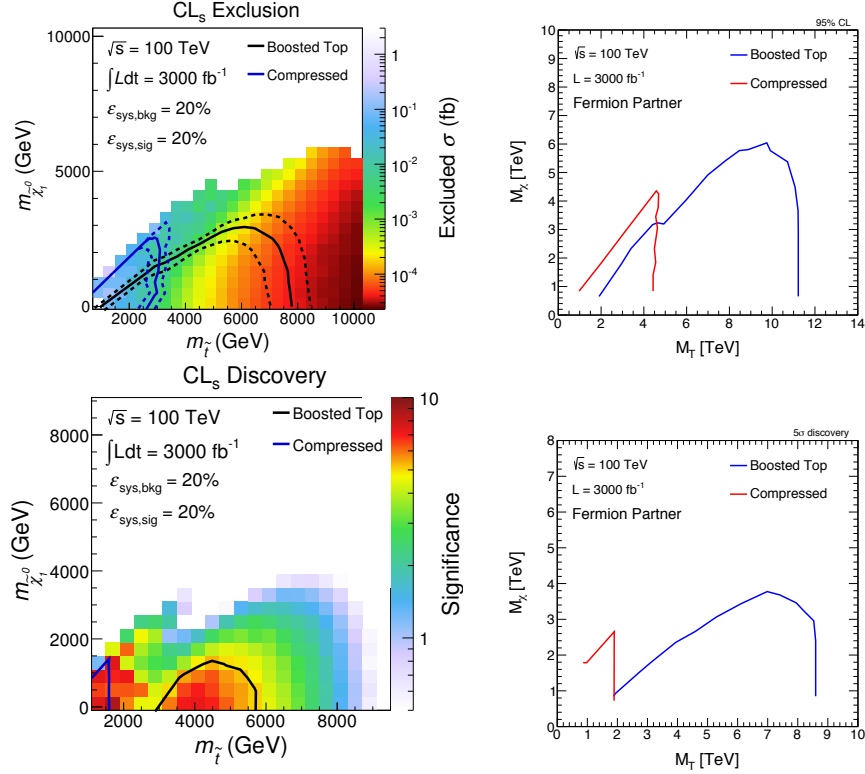 CLs Exclusion
√s = 100 TeV
∫Ldt = 3000 fb⁻¹
εsys,bkg = 20%
εsys,sig = 20%
Boosted Top
Compressed
10000
5000
0
m χ̃₁⁰ (GeV)
2000 4000 6000 8000 10000
m t̃ (GeV)
1
10⁻¹
10⁻²
10⁻³
10⁻⁴
Excluded σ (fb)
95% CL
√s = 100 TeV
L = 3000 fb⁻¹
Fermion Partner
Boosted Top
Compressed
10
9
8
7
6
5
4
3
2
1
0
Mχ [TeV]
0 2 4 6 8 10 12 14
M_T [TeV]
CLs Discovery
√s = 100 TeV
∫Ldt = 3000 fb⁻¹
εsys,bkg = 20%
εsys,sig = 20%
Boosted Top
Compressed
8000
6000
4000
2000
0
m χ̃₁⁰ (GeV)
2000 4000 6000 8000
m t̃ (GeV)
10
1
Significance
5σ discovery
√s = 100 TeV
L = 3000 fb⁻¹
Fermion Partner
Boosted Top
Compressed
8
7
6
5
4
3
2
1
0
Mχ [TeV]
0 1 2 3 4 5 6 7 8 9 10
M_T [TeV]